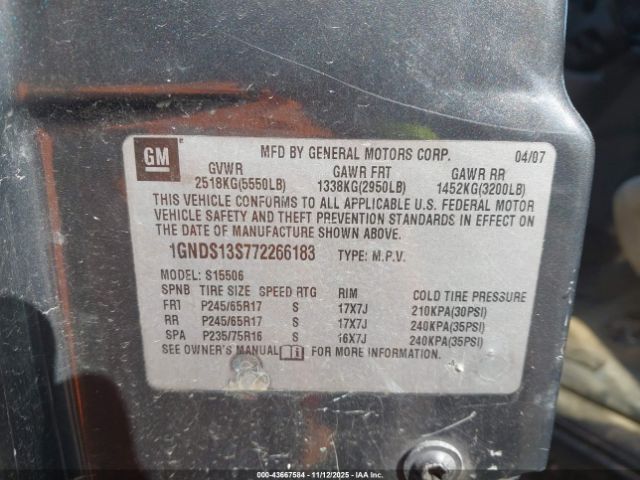 GM
MFD BY GENERAL MOTORS CORP. 04/07
GVWR GAWR FRT GAWR RR
2518KG(5550LB) 1338KG(2950LB) 1452KG(3200LB)
THIS VEHICLE CONFORMS TO ALL APPLICABLE U.S. FEDERAL MOTOR
VEHICLE SAFETY AND THEFT PREVENTION STANDARDS IN EFFECT ON
THE DATE OF MANUFACTURE SHOWN ABOVE.
1GNDS13S772266183 TYPE: M.P.V.
MODEL: S15506
SPNB TIRE SIZE SPEED RTG RIM COLD TIRE PRESSURE
FRT P245/65R17 S 17X7J 210KPA(30PSI)
RR P245/65R17 S 17X7J 240KPA(35PSI)
SPA P235/75R16 S 16X7J 240KPA(35PSI)
SEE OWNER'S MANUAL FOR MORE INFORMATION.
© IAA - 43667584 - 11/12/2025 - IAAI.COM